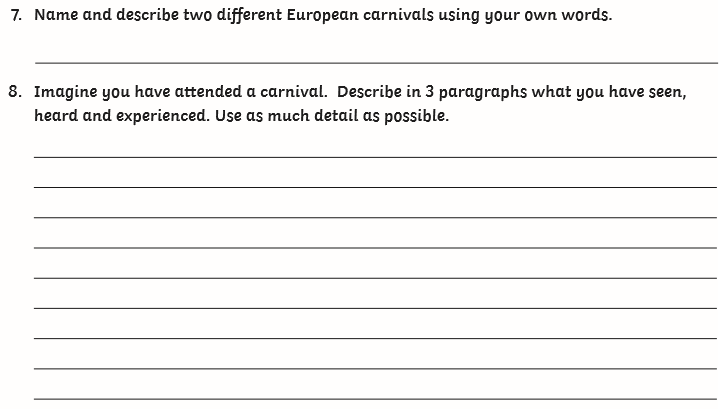 7. Name and describe two different European carnivals using your own words.
8. Imagine you have attended a carnival.  Describe in 3 paragraphs what you have seen,
heard and experienced. Use as much detail as possible.